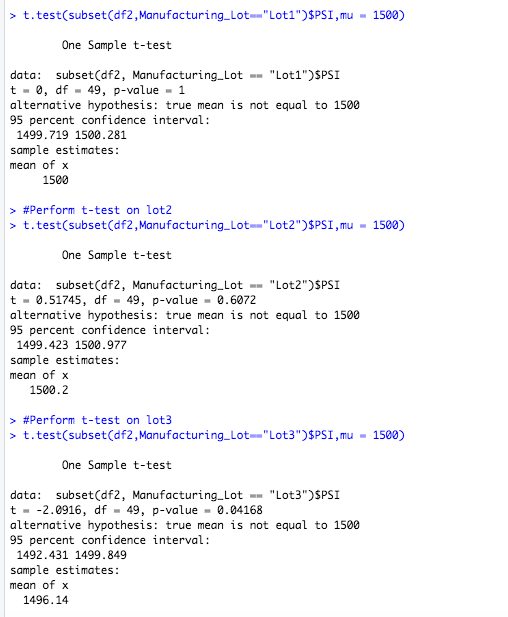 > t.test(subset(df2,Manufacturing_Lot=="Lot1")$PSI,mu = 1500)
One Sample t-test
data:  subset(df2, Manufacturing_Lot == "Lot1")$PSI
t = 0, df = 49, p-value = 1
alternative hypothesis: true mean is not equal to 1500
95 percent confidence interval:
1499.719 1500.281
sample estimates:
mean of x
1500
> #Perform t-test on lot2
> t.test(subset(df2,Manufacturing_Lot=="Lot2")$PSI,mu = 1500)
One Sample t-test
data:  subset(df2, Manufacturing_Lot == "Lot2")$PSI
t = 0.51745, df = 49, p-value = 0.6072
alternative hypothesis: true mean is not equal to 1500
95 percent confidence interval:
1499.423 1500.977
sample estimates:
mean of x
1500.2
> #Perform t-test on lot3
> t.test(subset(df2,Manufacturing_Lot=="Lot3")$PSI,mu = 1500)
One Sample t-test
data:  subset(df2, Manufacturing_Lot == "Lot3")$PSI
t = -2.0916, df = 49, p-value = 0.04168
alternative hypothesis: true mean is not equal to 1500
95 percent confidence interval:
1492.431 1499.849
sample estimates:
mean of x
1496.14